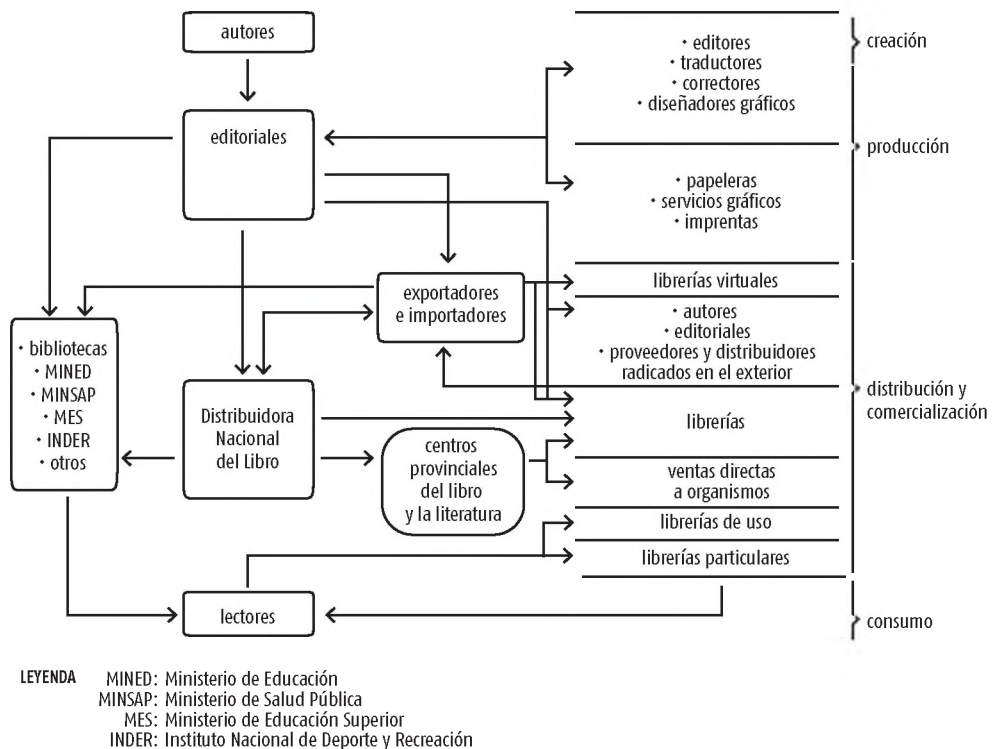 autores
editoriales
• editores
• traductores
• correctores
• diseñadores gráficos
creación
producción
• papeleras
• servicios gráficos
• imprentas
exportadores
e importadores
librerías virtuales
• autores
• editoriales
• proveedores y distribuidores
radicados en el exterior
distribución y
comercialización
• bibliotecas
• MINED
• MINSAP
• MES
• INDER
• otros
Distribuidora
Nacional
del Libro
centros
provinciales
del libro
y la literatura
librerías
ventas directas
a organismos
librerías de uso
librerías particulares
lectores
consumo
LEYENDA MINED: Ministerio de Educación
MINSAP: Ministerio de Salud Pública
MES: Ministerio de Educación Superior
INDER: Instituto Nacional de Deporte y Recreación